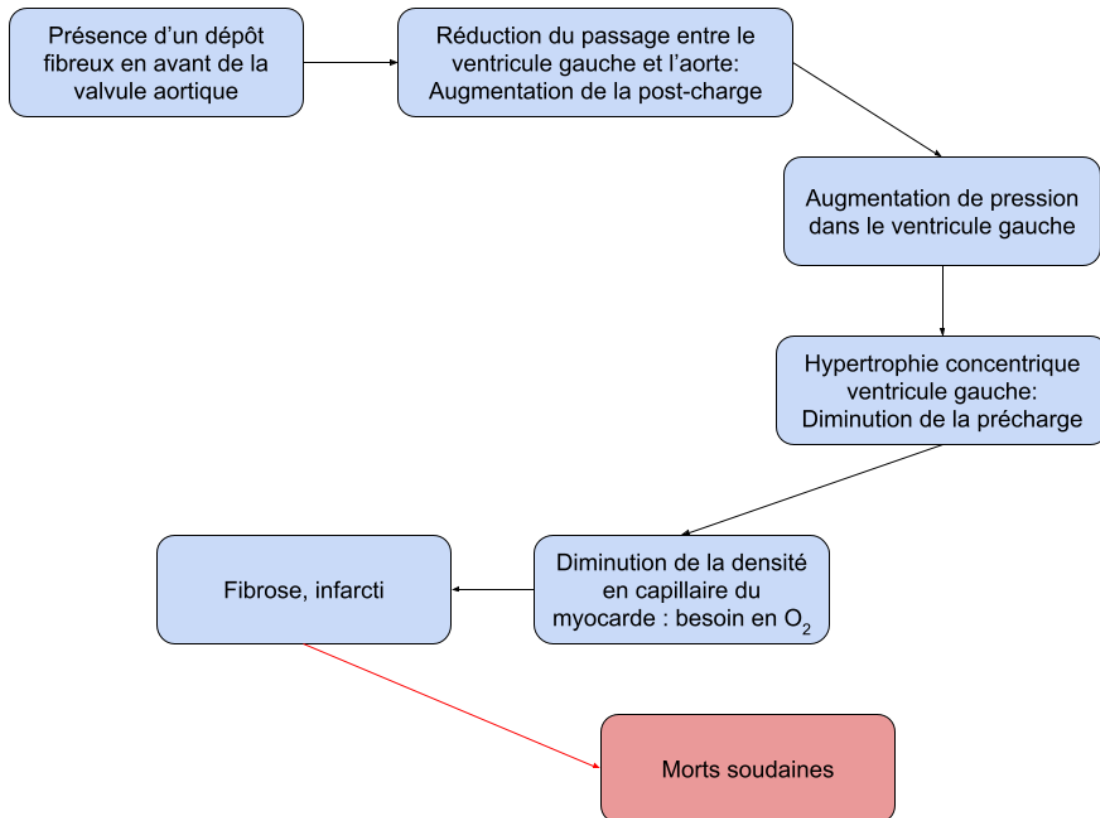 Présence d’un dépôt
fibreux en avant de la
valvule aortique
Réduction du passage entre le
ventricule gauche et l’aorte:
Augmentation de la post-charge
Augmentation de pression
dans le ventricule gauche
Hypertrophie concentrique
ventricule gauche:
Diminution de la précharge
Diminution de la densité
en capillaire du
myocarde : besoin en O₂
Fibrose, infarcti
Morts soudaines